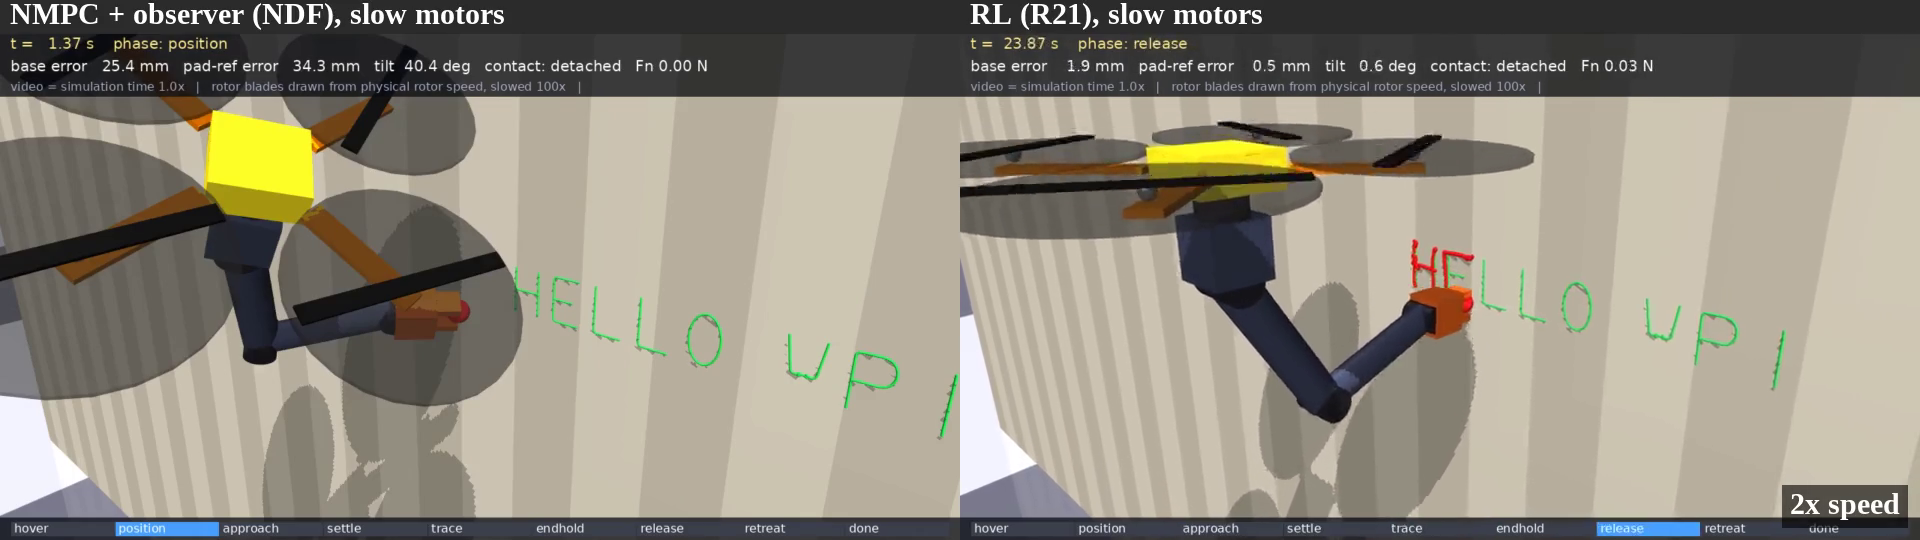 NMPC + observer (NDF), slow motors
t = 1.37 s phase: position
base error 25.4 mm pad-ref error 34.3 mm tilt 40.4 deg contact: detached Fn 0.00 N
video = simulation time 1.0x | rotor blades drawn from physical rotor speed, slowed 100x |
HELLO WPI
hover position approach settle trace endhold release retreat done
RL (R21), slow motors
t = 23.87 s phase: release
base error 1.9 mm pad-ref error 0.5 mm tilt 0.6 deg contact: detached Fn 0.03 N
video = simulation time 1.0x | rotor blades drawn from physical rotor speed, slowed 100x |
HELLO WPI
2x speed
hover position approach settle trace endhold release retreat done